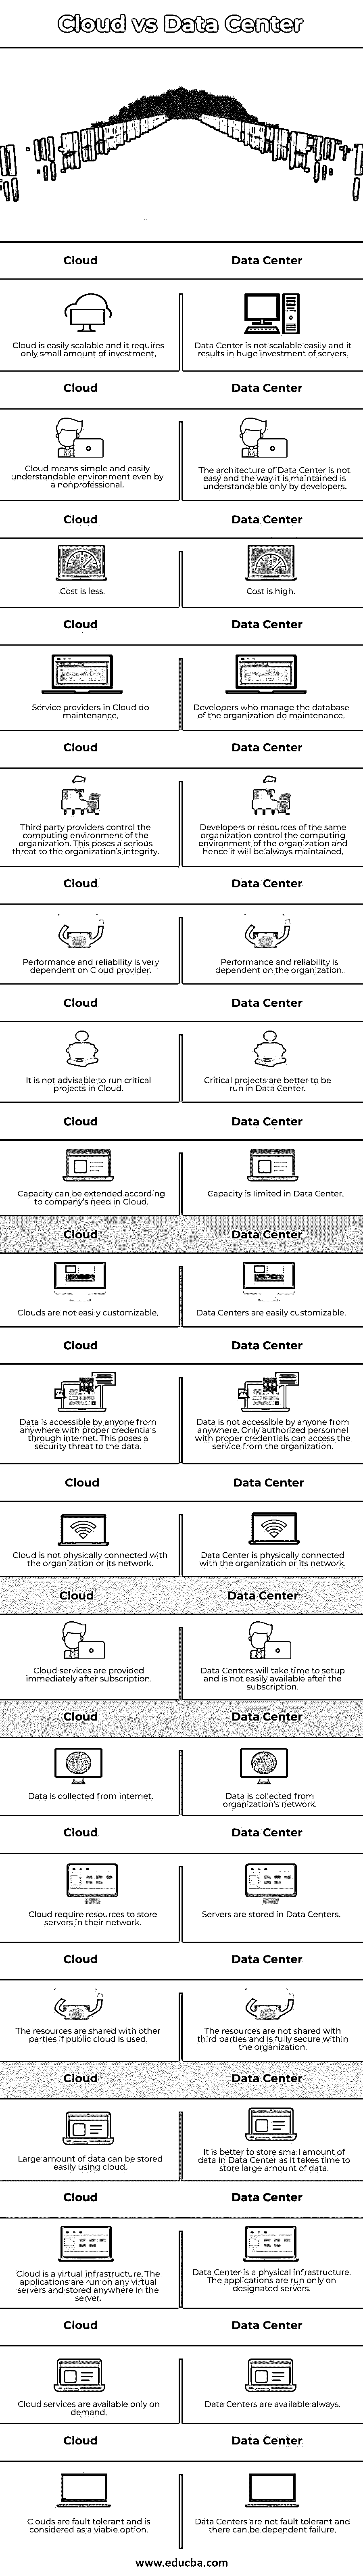 Cloud vs Data Center
Cloud Data Center
Cloud is easily scalable and it requires
only small amount of investment.
Data Center is not scalable easily and it
results in huge investment of servers.
Cloud Data Center
Cloud means simple and easily
understandable environment even by
a nonprofessional.
The architecture of Data Center is not
easy and the way it is maintained is
understandable only by developers.
Cloud Data Center
Cost is less.
Cost is high.
Cloud Data Center
Service providers in Cloud do
maintenance.
Developers who manage the database
of the organization do maintenance.
Cloud Data Center
Third party providers control the
computing environment of the
organization. This poses a serious
threat to the organization's integrity.
Developers or resources of the same
organization control the computing
environment of the organization and
hence it will be always maintained.
Cloud Data Center
Performance and reliability is very
dependent on Cloud provider.
Performance and reliability is
dependent on the organization.
Cloud Data Center
It is not advisable to run critical
projects in Cloud.
Critical projects are better to be
run in Data Center.
Cloud Data Center
Capacity can be extended according
to company's need in Cloud.
Capacity is limited in Data Center.
Cloud Data Center
Clouds are not easily customizable.
Data Centers are easily customizable.
Cloud Data Center
Data is accessible by anyone from
anywhere with proper credentials
through internet. This poses a
security threat to the data.
Data is not accessible by anyone from
anywhere. Only authorized personnel
with proper credentials can access the
service from the organization.
Cloud Data Center
Cloud is not physically connected with
the organization or its network.
Data Center is physically connected
with the organization or its network.
Cloud Data Center
Cloud services are provided
immediately after subscription.
Data Centers will take time to setup
and is not easily available after the
subscription.
Cloud Data Center
Data is collected from internet.
Data is collected from
organization's network.
Cloud Data Center
Cloud require resources to store
servers in their network.
Servers are stored in Data Centers.
Cloud Data Center
The resources are shared with other
parties if public cloud is used.
The resources are not shared with
third parties and is fully secure within
the organization.
Cloud Data Center
Large amount of data can be stored
easily using cloud.
It is better to store small amount of
data in Data Center as it takes time to
store large amount of data.
Cloud Data Center
Cloud is a virtual infrastructure. The
applications are run on any virtual
servers and stored anywhere in the
server.
Data Center is a physical infrastructure.
The applications are run only on
designated servers.
Cloud Data Center
Cloud services are available only on
demand.
Data Centers are available always.
Cloud Data Center
Clouds are fault tolerant and is
considered as a viable option.
Data Centers are not fault tolerant and
there can be dependent failure.
www.educba.com